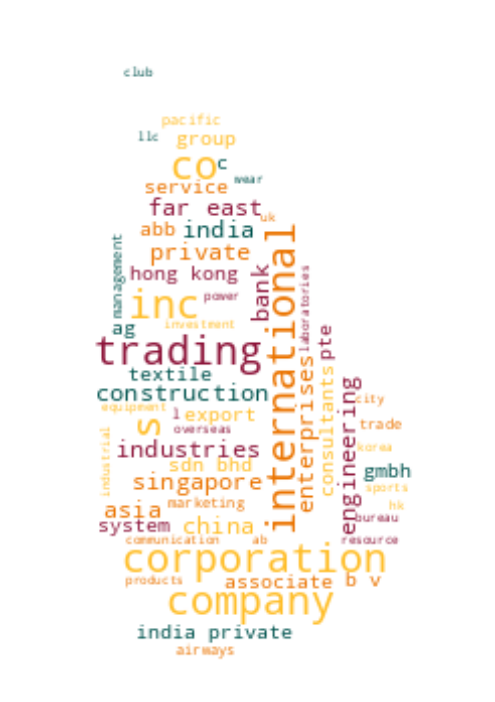 club
pacific
llc group
co c
service wear
far east
uk
abb india
private
management
hong kong
bank
international
laboratories
inc power
ag investment
pte
trading
textile
enterprises
consultants
construction
equipment l export
s overseas
engineering
city
trade
industrial
industries
korea
sdn bhd
gmbh
singapore
sports
marketing
hk
asia
bureau
system china
communication ab resource
corporation
products associate b v
company
india private
airways